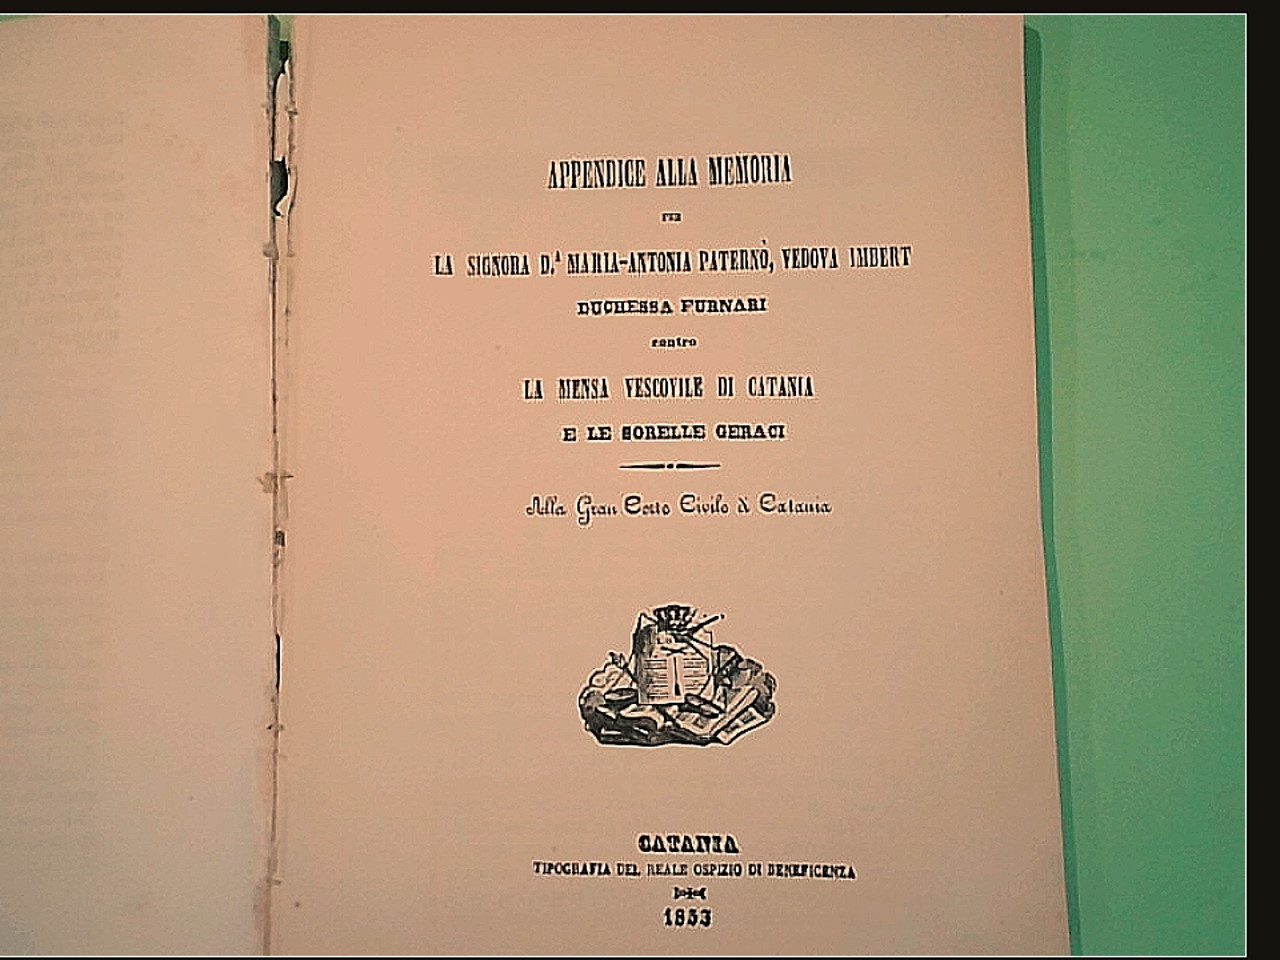 APPENDICE ALLA MEMORIA
PER
LA SIGNORA D.ª MARIA-ANTONIA PATERNÒ, VEDOVA IMBERT
DUCHESSA FURNARI
contro
LA MENSA VESCOVILE DI CATANIA
E LE SORELLE GERACI
Alla Gran Corte Civile di Catania
CATANIA
TIPOGRAFIA DEL REALE OSPIZIO DI BENEFICENZA
1853